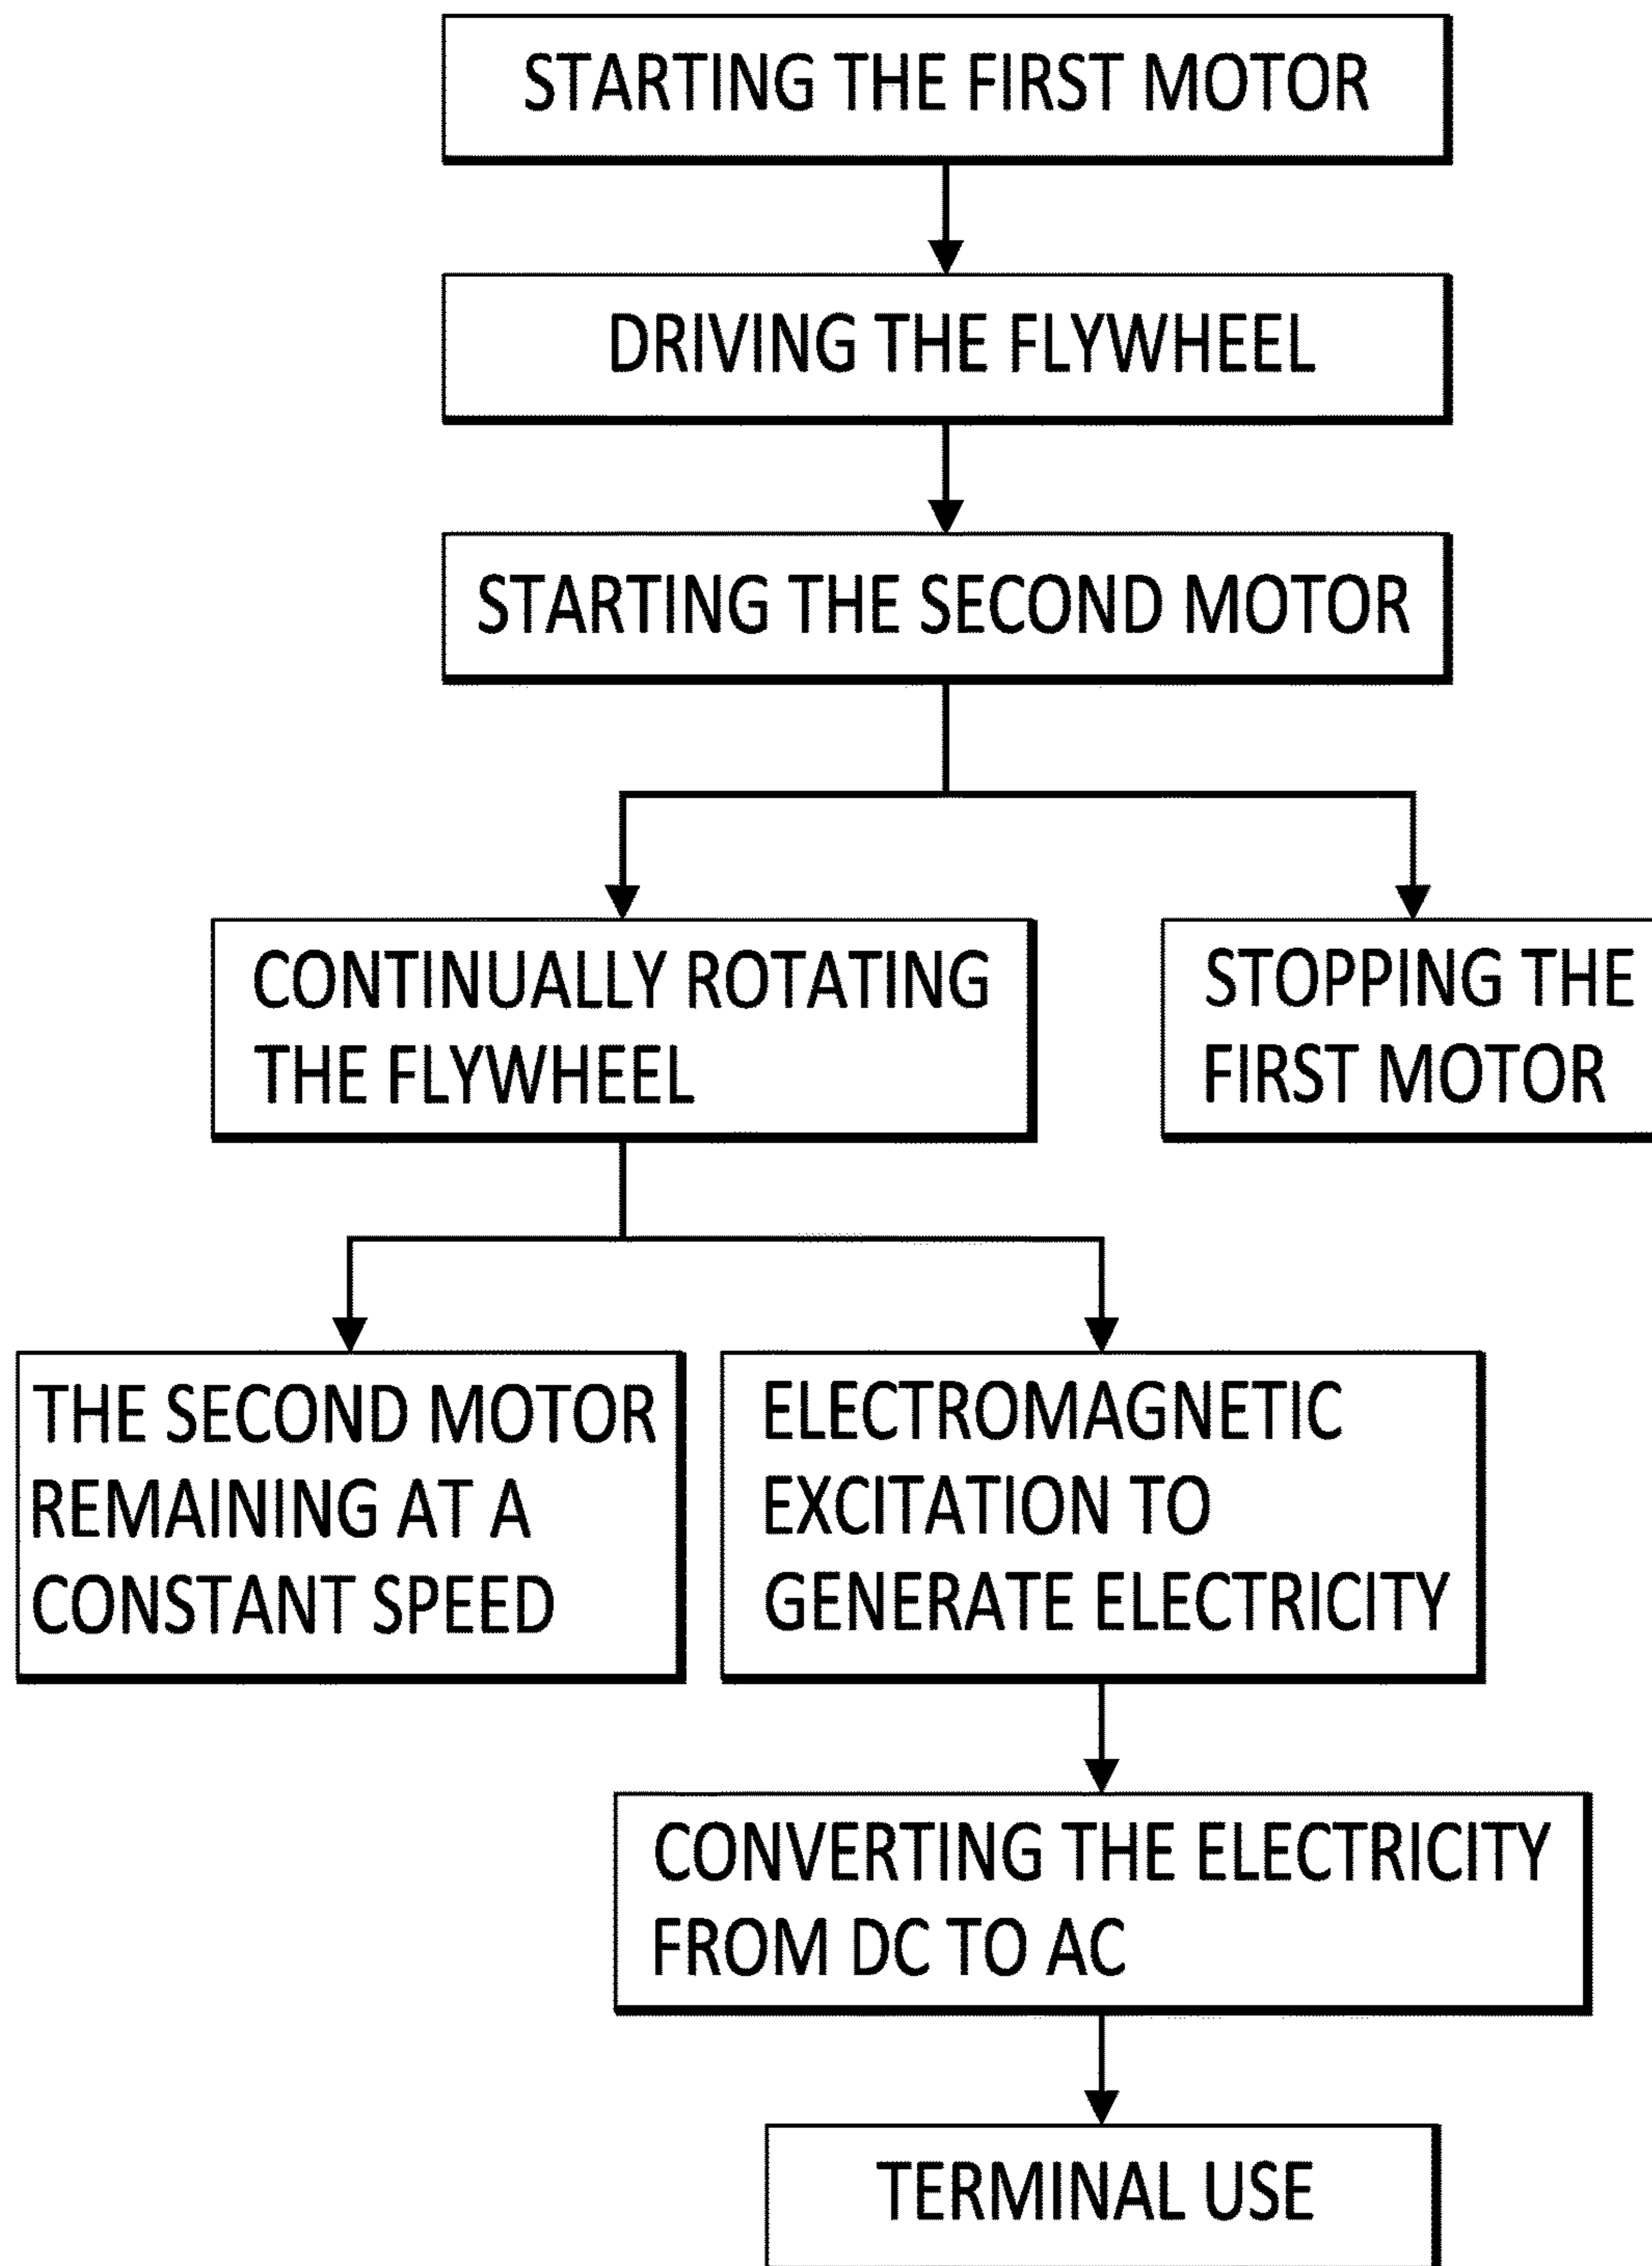 STARTING THE FIRST MOTOR
DRIVING THE FLYWHEEL
STARTING THE SECOND MOTOR
CONTINUALLY ROTATING
THE FLYWHEEL
STOPPING THE
FIRST MOTOR
THE SECOND MOTOR
REMAINING AT A
CONSTANT SPEED
ELECTROMAGNETIC
EXCITATION TO
GENERATE ELECTRICITY
CONVERTING THE ELECTRICITY
FROM DC TO AC
TERMINAL USE